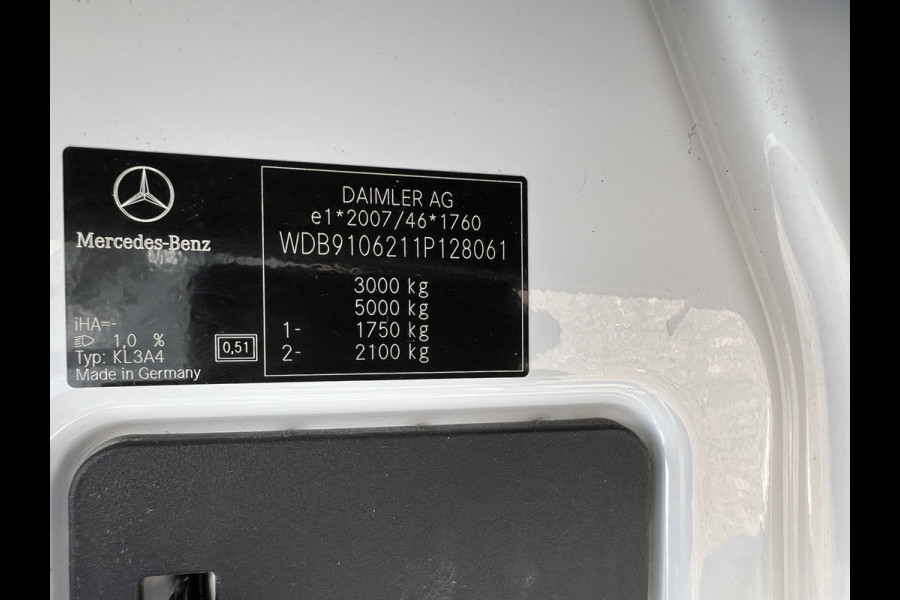 Mercedes-Benz
iHA=-
1,0 %
Typ: KL3A4
Made in Germany
0,51
DAIMLER AG
e1*2007/46*1760
WDB9106211P128061
3000 kg
5000 kg
1- 1750 kg
2- 2100 kg